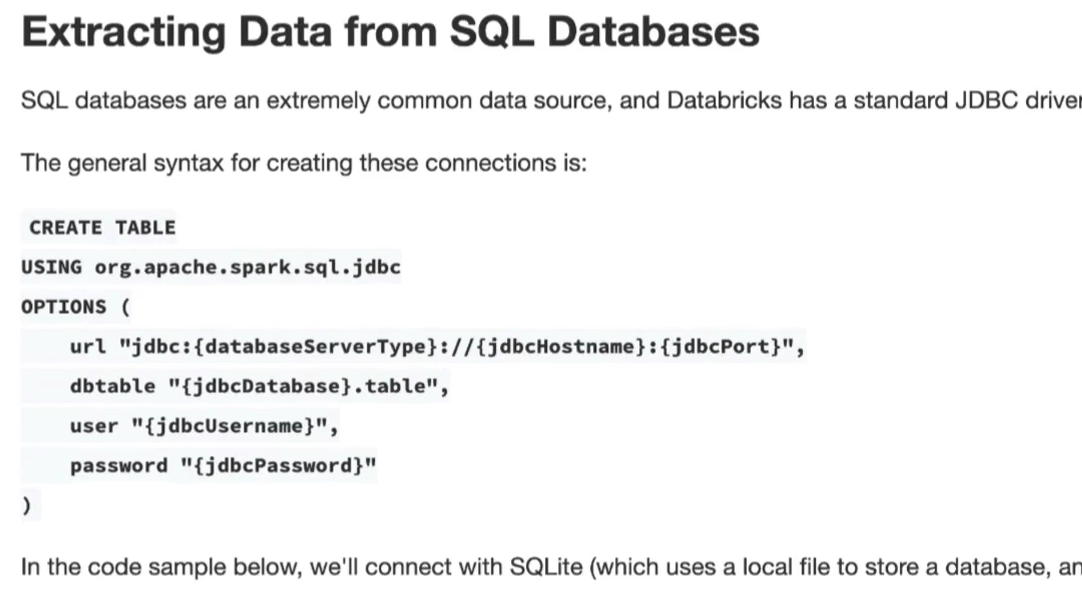 Extracting Data from SQL Databases
SQL databases are an extremely common data source, and Databricks has a standard JDBC driver
The general syntax for creating these connections is:
CREATE TABLE
USING org.apache.spark.sql.jdbc
OPTIONS (
url "jdbc:{databaseServerType}://{jdbcHostname}:{jdbcPort}",
dbtable "{jdbcDatabase}.table",
user "{jdbcUsername}",
password "{jdbcPassword}"
)
In the code sample below, we'll connect with SQLite (which uses a local file to store a database, an